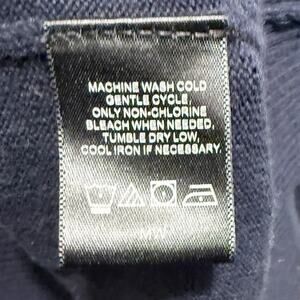 MACHINE WASH COLD
GENTLE CYCLE,
ONLY NON-CHLORINE
BLEACH WHEN NEEDED,
TUMBLE DRY LOW,
COOL IRON IF NECESSARY.